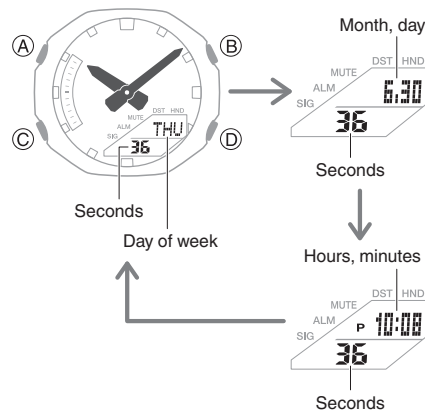 A
B
C
D
DST HND
MUTE
ALM
SIG
THU
36
Seconds
Day of week
Month, day
DST HND
MUTE
ALM
SIG
6.30
36
Seconds
Hours, minutes
DST HND
MUTE
ALM
SIG
P 10:08
36
Seconds